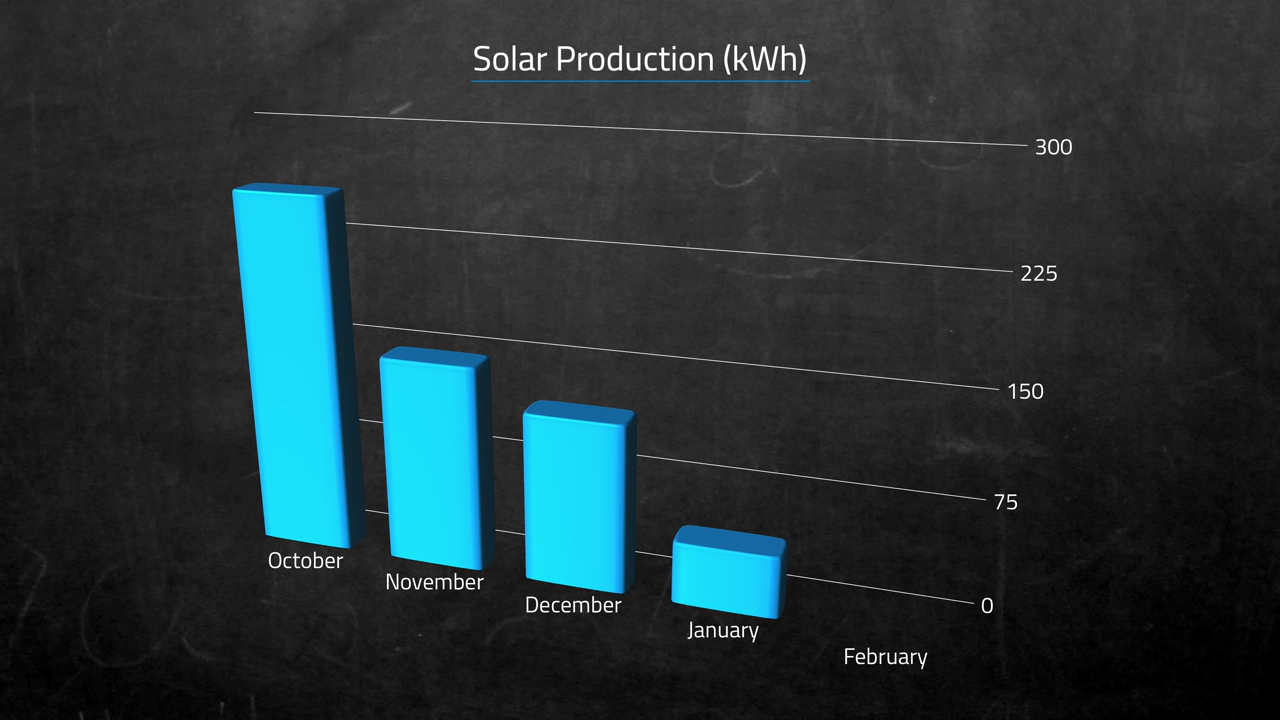 Solar Production (kWh)
300
225
150
75
0
October
November
December
January
February